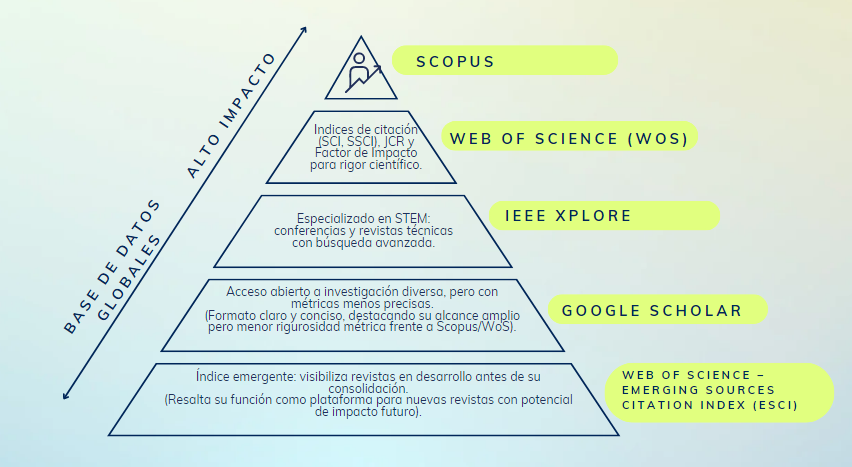 SCOPUS
ALTO IMPACTO
Indices de citación
(SCI, SSCI), JCR y
Factor de Impacto
para rigor científico.
WEB OF SCIENCE (WOS)
BASE DE DATOS
GLOBALES
Especializado en STEM:
conferencias y revistas técnicas
con búsqueda avanzada.
IEEE XPLORE
Acceso abierto a investigación diversa, pero con
métricas menos precisas.
(Formato claro y conciso, destacando su alcance amplio
pero menor rigurosidad métrica frente a Scopus/WoS).
GOOGLE SCHOLAR
Índice emergente: visibiliza revistas en desarrollo antes de su
consolidación.
(Resalta su función como plataforma para nuevas revistas con potencial
de impacto futuro).
WEB OF SCIENCE –
EMERGING SOURCES
CITATION INDEX (ESCI)